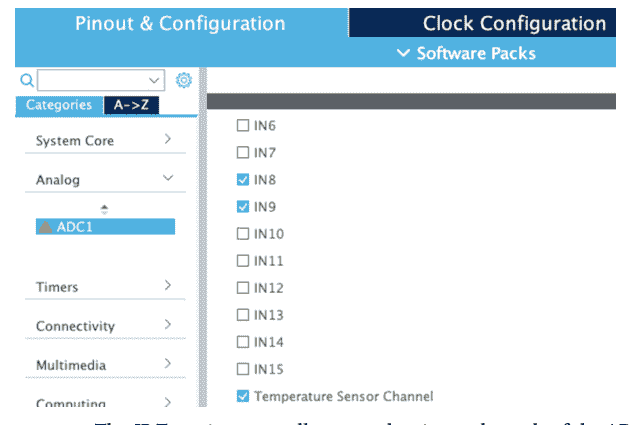 Pinout & Configuration
Clock Configuration
Software Packs
Categories
A->Z
System Core
Analog
ADC1
Timers
Connectivity
Multimedia
Computing
IN6
IN7
IN8
IN9
IN10
IN11
IN12
IN13
IN14
IN15
Temperature Sensor Channel